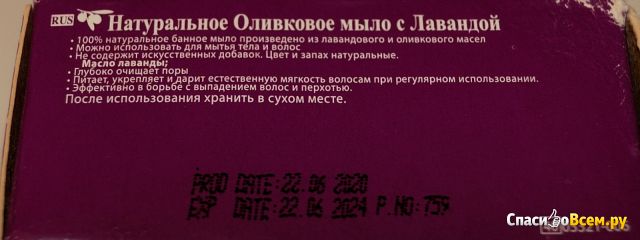 RUS Натуральное Оливковое мыло с Лавандой
• 100% натуральное банное мыло произведено из лавандового и оливкового масел
• Можно использовать для мытья тела и волос
• Не содержит искусственных добавок. Цвет и запах натуральные.
Масло лаванды;
• Глубоко очищает поры
• Питает, укрепляет и дарит естественную мягкость волосам при регулярном использовании.
• Эффективно в борьбе с выпадением волос и перхотью.
После использования хранить в сухом месте.
PROD DATE: 22.06 2020
EXP DATE: 22.06 2024 P.NO: 759
СпасибоВсем.ру